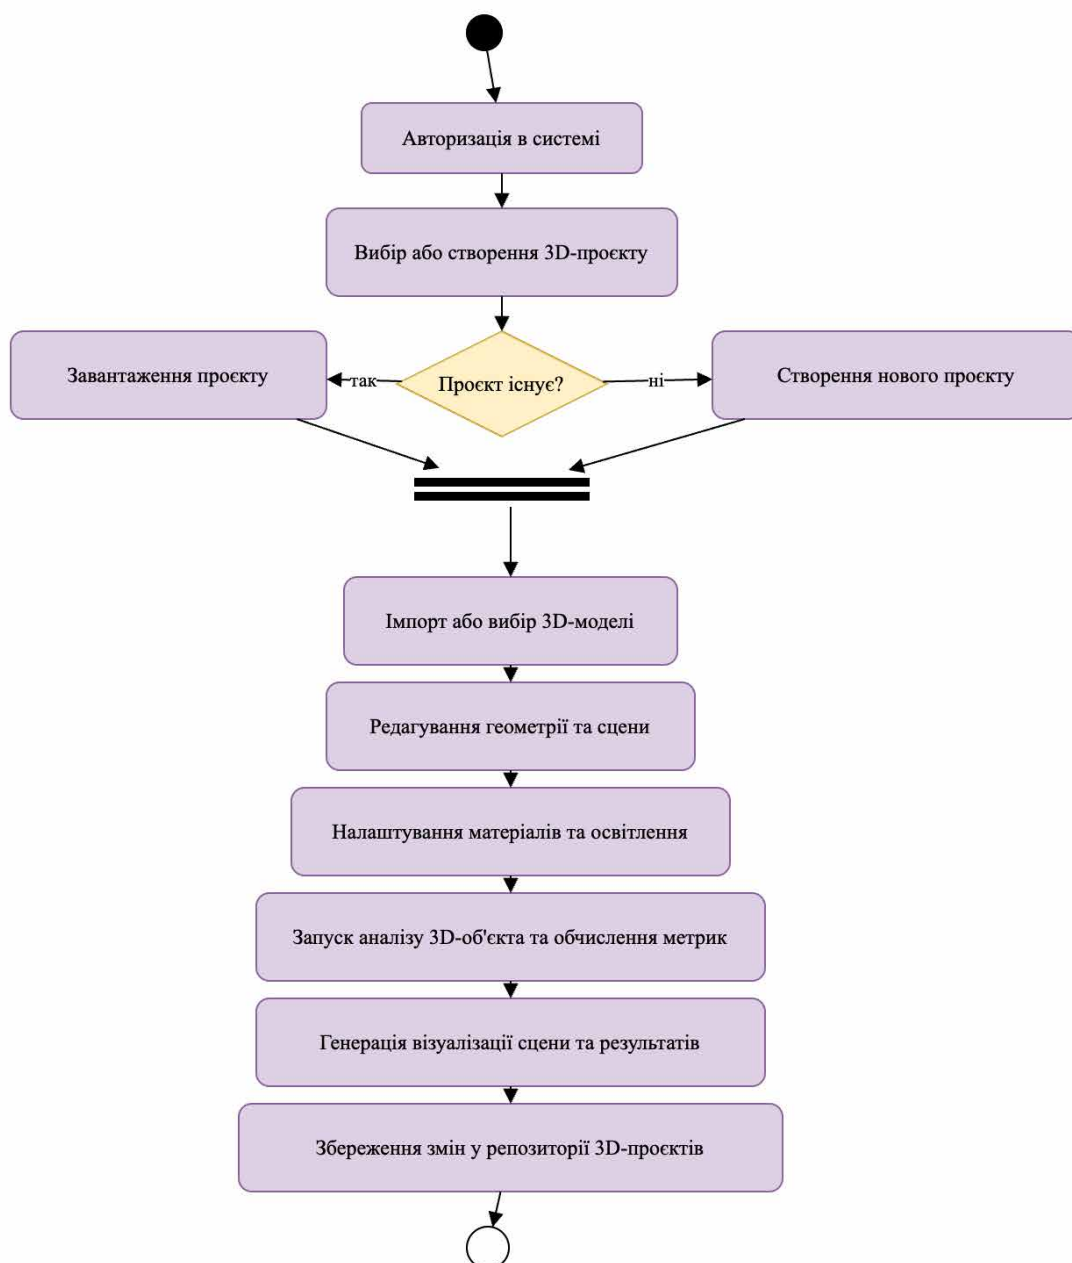 Авторизація в системі
Вибір або створення 3D-проєкту
Завантаження проєкту
так
Проєкт існує?
ні
Створення нового проєкту
Імпорт або вибір 3D-моделі
Редагування геометрії та сцени
Налаштування матеріалів та освітлення
Запуск аналізу 3D-об'єкта та обчислення метрик
Генерація візуалізації сцени та результатів
Збереження змін у репозиторії 3D-проєктів